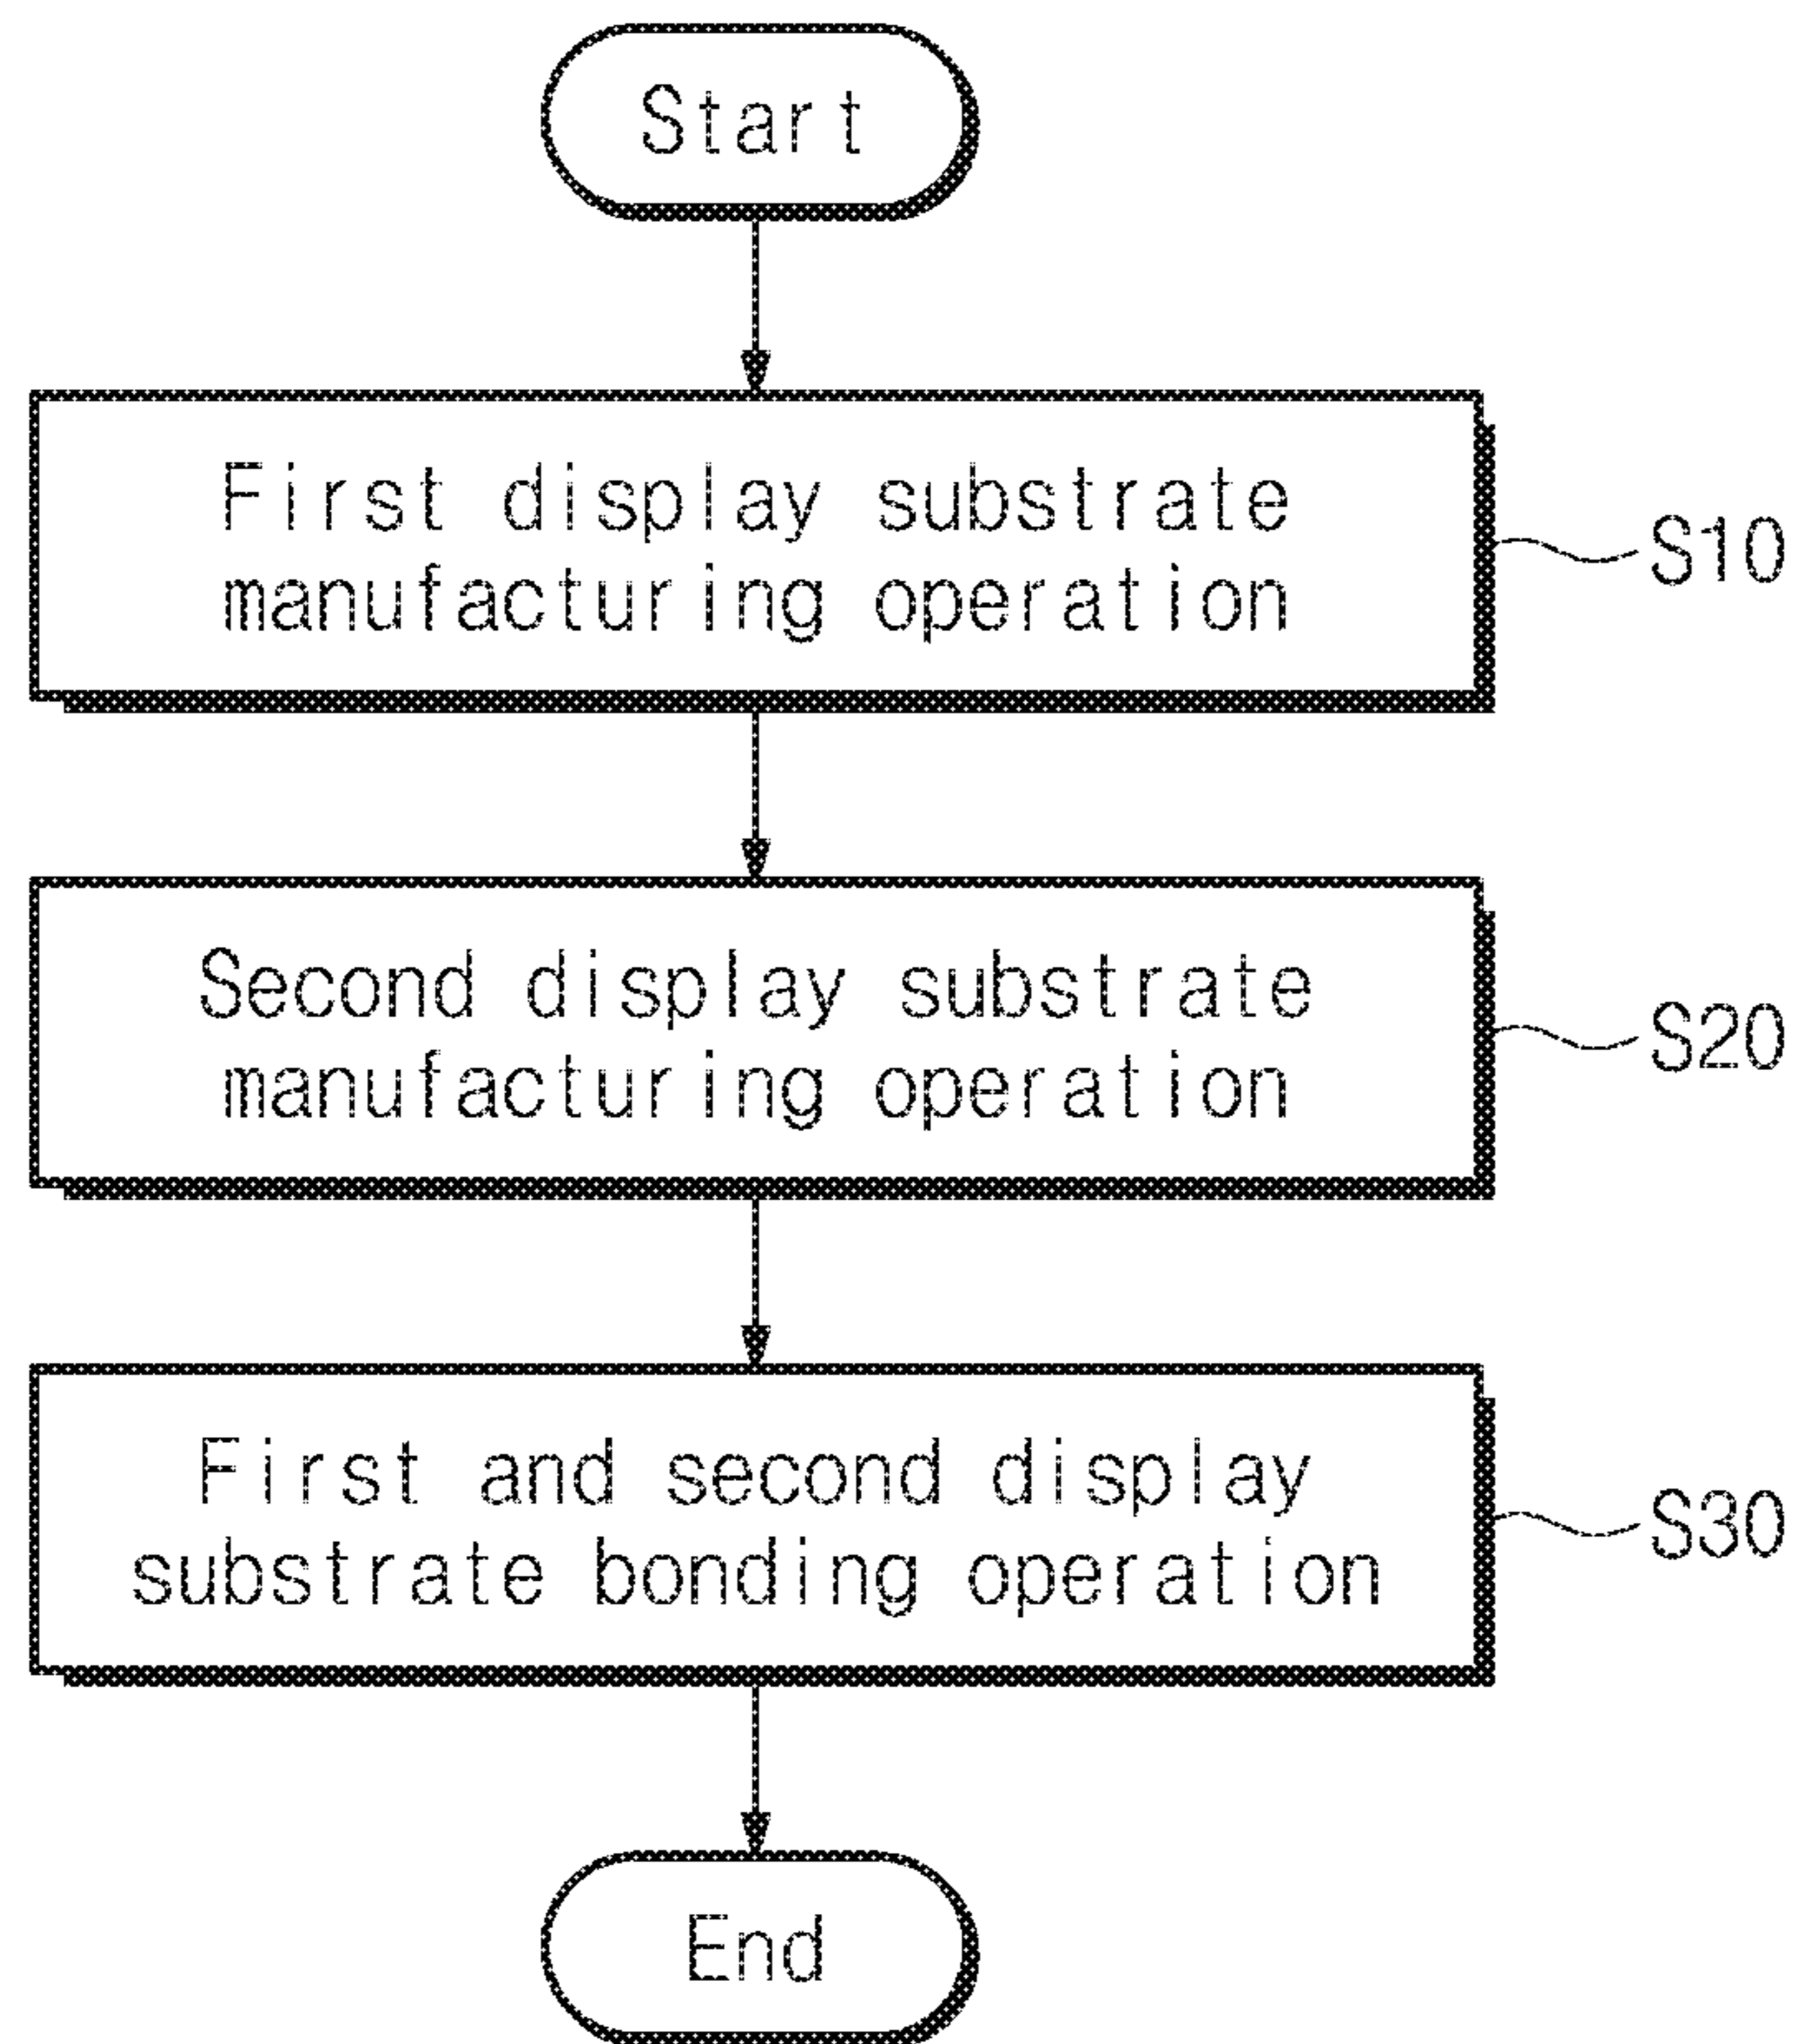 Start
First display substrate
manufacturing operation
S10
Second display substrate
manufacturing operation
S20
First and second display
substrate bonding operation
S30
End